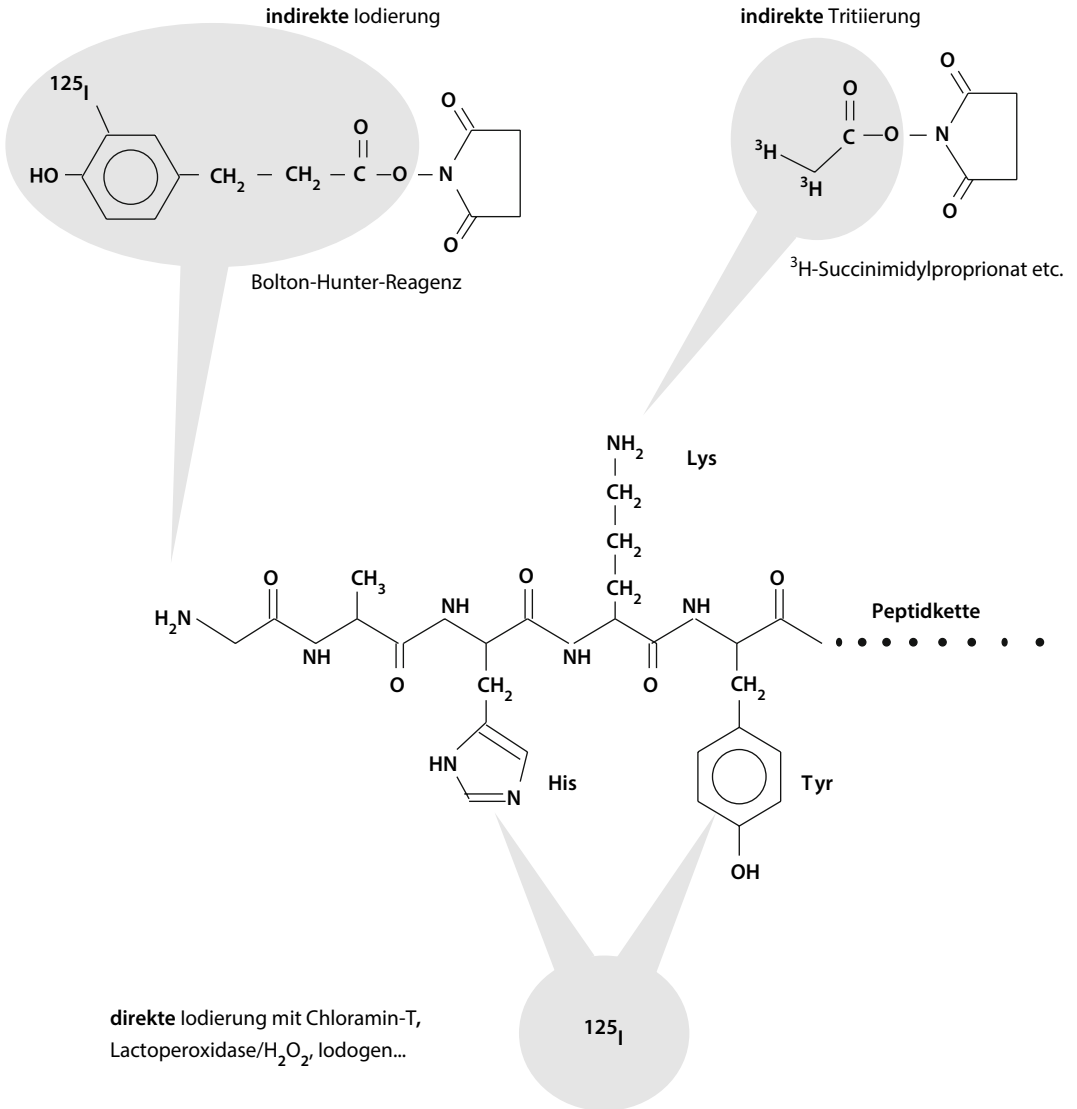 indirekte Iodierung
indirekte Tritiierung
¹²⁵I
O
O
HO
CH₂
CH₂
C
O
N
O
O
O
³H
³H
C
O
N
O
Bolton-Hunter-Reagenz
³H-Succinimidylproprionat etc.
NH₂
Lys
CH₂
CH₂
CH₂
H₂N
O
NH
CH₃
O
NH
O
NH
O
NH
O
Peptidkette
CH₂
CH₂
HN
N
His
Tyr
OH
direkte Iodierung mit Chloramin-T,
Lactoperoxidase/H₂O₂, Iodogen...
¹²⁵I